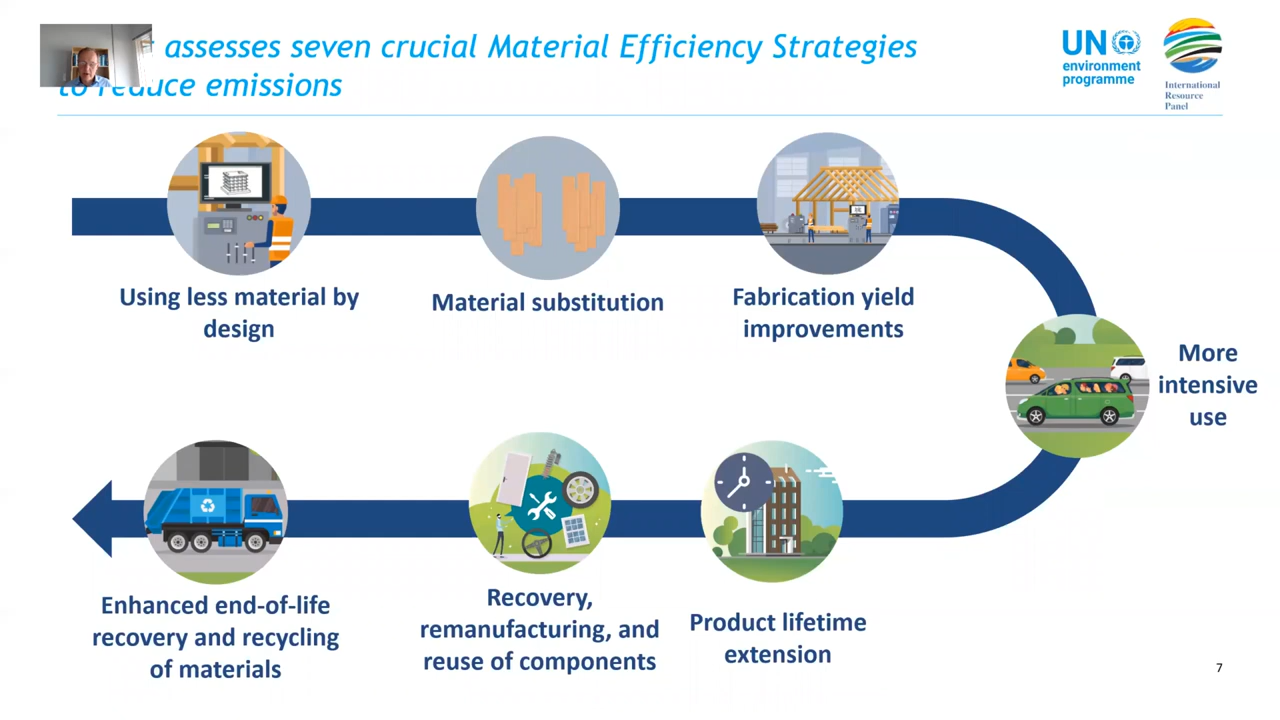 assesses seven crucial Material Efficiency Strategies
to reduce emissions
UN
environment
programme
International
Resource
Panel
Using less material by
design
Material substitution
Fabrication yield
improvements
More
intensive
use
Enhanced end-of-life
recovery and recycling
of materials
Recovery,
remanufacturing, and
reuse of components
Product lifetime
extension
7